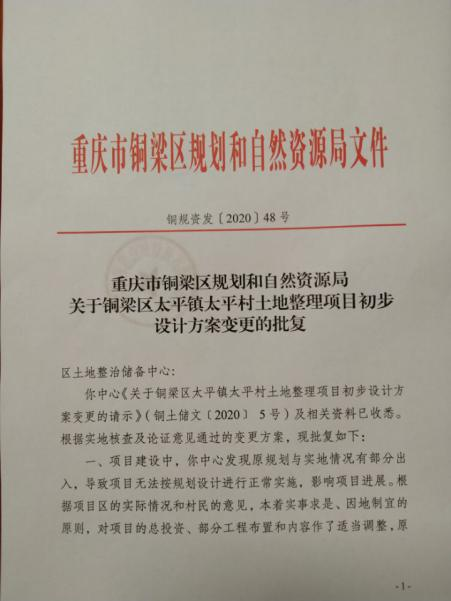 重庆市铜梁区规划和自然资源局文件
铜规资发〔2020〕48 号
重庆市铜梁区规划和自然资源局
关于铜梁区太平镇太平村土地整理项目初步
设计方案变更的批复
区土地整治储备中心：
你中心《关于铜梁区太平镇太平村土地整理项目初步设计方
案变更的请示》（铜土储文〔2020〕 5号）及相关资料已收悉。
根据实地核查及论证意见通过的变更方案，现批复如下：
一、项目建设中，你中心发现原规划与实地情况有部分出
入，导致项目无法按规划设计进行正常实施，影响项目进展。根
据项目区的实际情况和村民的意见，本着实事求是、因地制宜的
原则，对项目的总投资、部分工程布置和内容作了适当调整，原
- 1 -